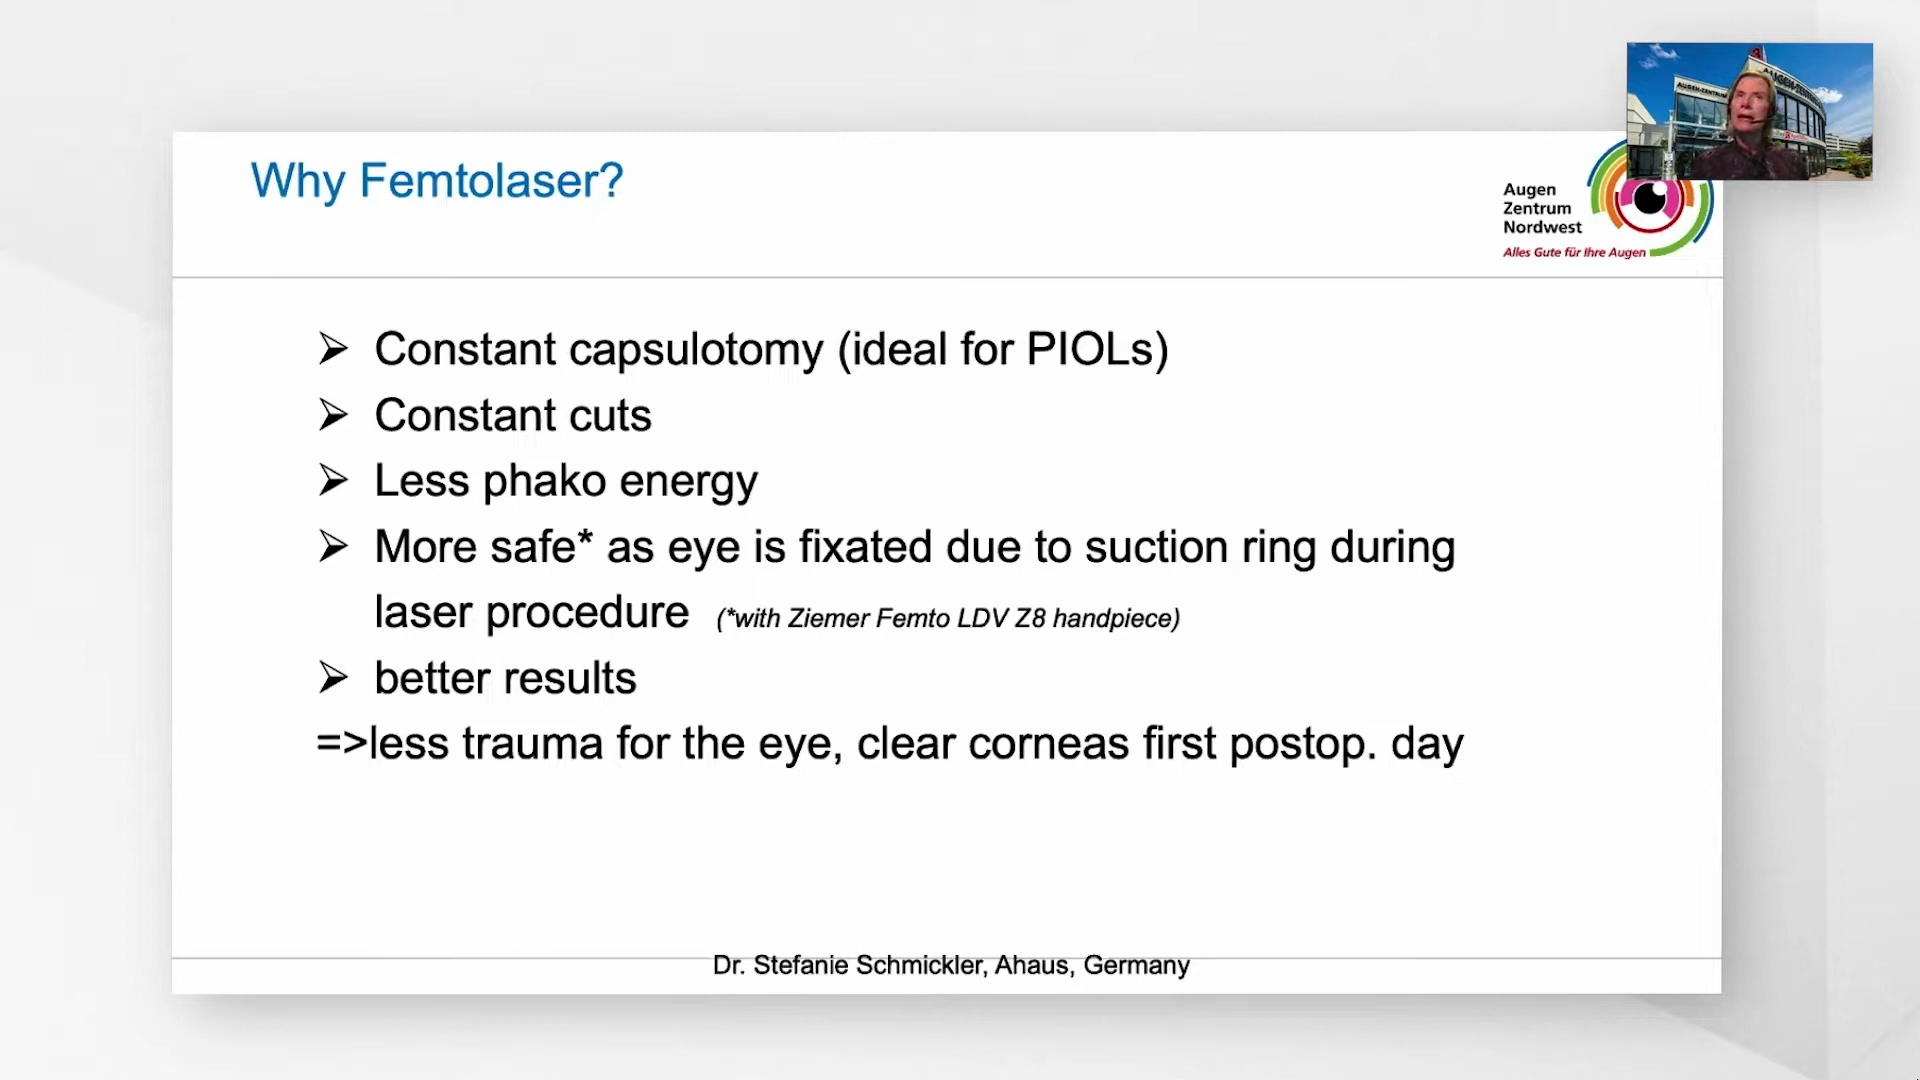 Why Femtolaser?
Augen
Zentrum
Nordwest
Alles Gute für Ihre Augen
➢ Constant capsulotomy (ideal for PIOLs)
➢ Constant cuts
➢ Less phako energy
➢ More safe* as eye is fixated due to suction ring during
laser procedure (*with Ziemer Femto LDV Z8 handpiece)
➢ better results
=>less trauma for the eye, clear corneas first postop. day
Dr. Stefanie Schmickler, Ahaus, Germany